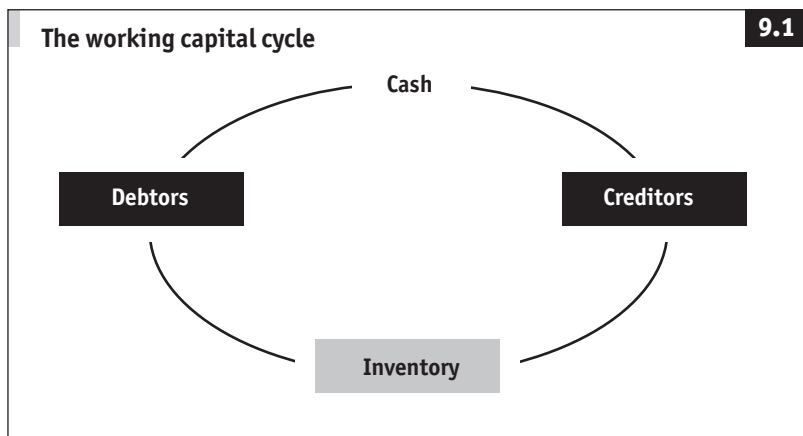 The working capital cycle
9.1
Cash
Debtors
Creditors
Inventory